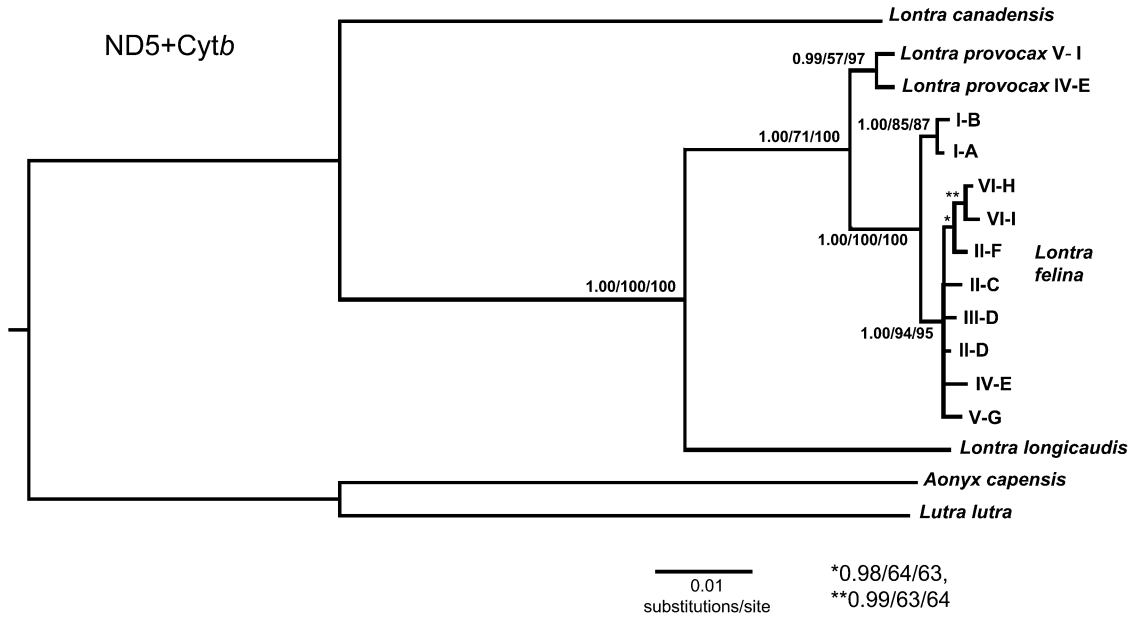 ND5+Cytb
Lontra canadensis
0.99/57/97
Lontra provocax V- I
Lontra provocax IV-E
1.00/71/100
1.00/85/87
I-B
I-A
**
VI-H
*
VI-I
1.00/100/100
II-F
Lontra
felina
1.00/100/100
II-C
III-D
1.00/94/95
II-D
IV-E
V-G
Lontra longicaudis
Aonyx capensis
Lutra lutra
0.01
substitutions/site
*0.98/64/63,
**0.99/63/64